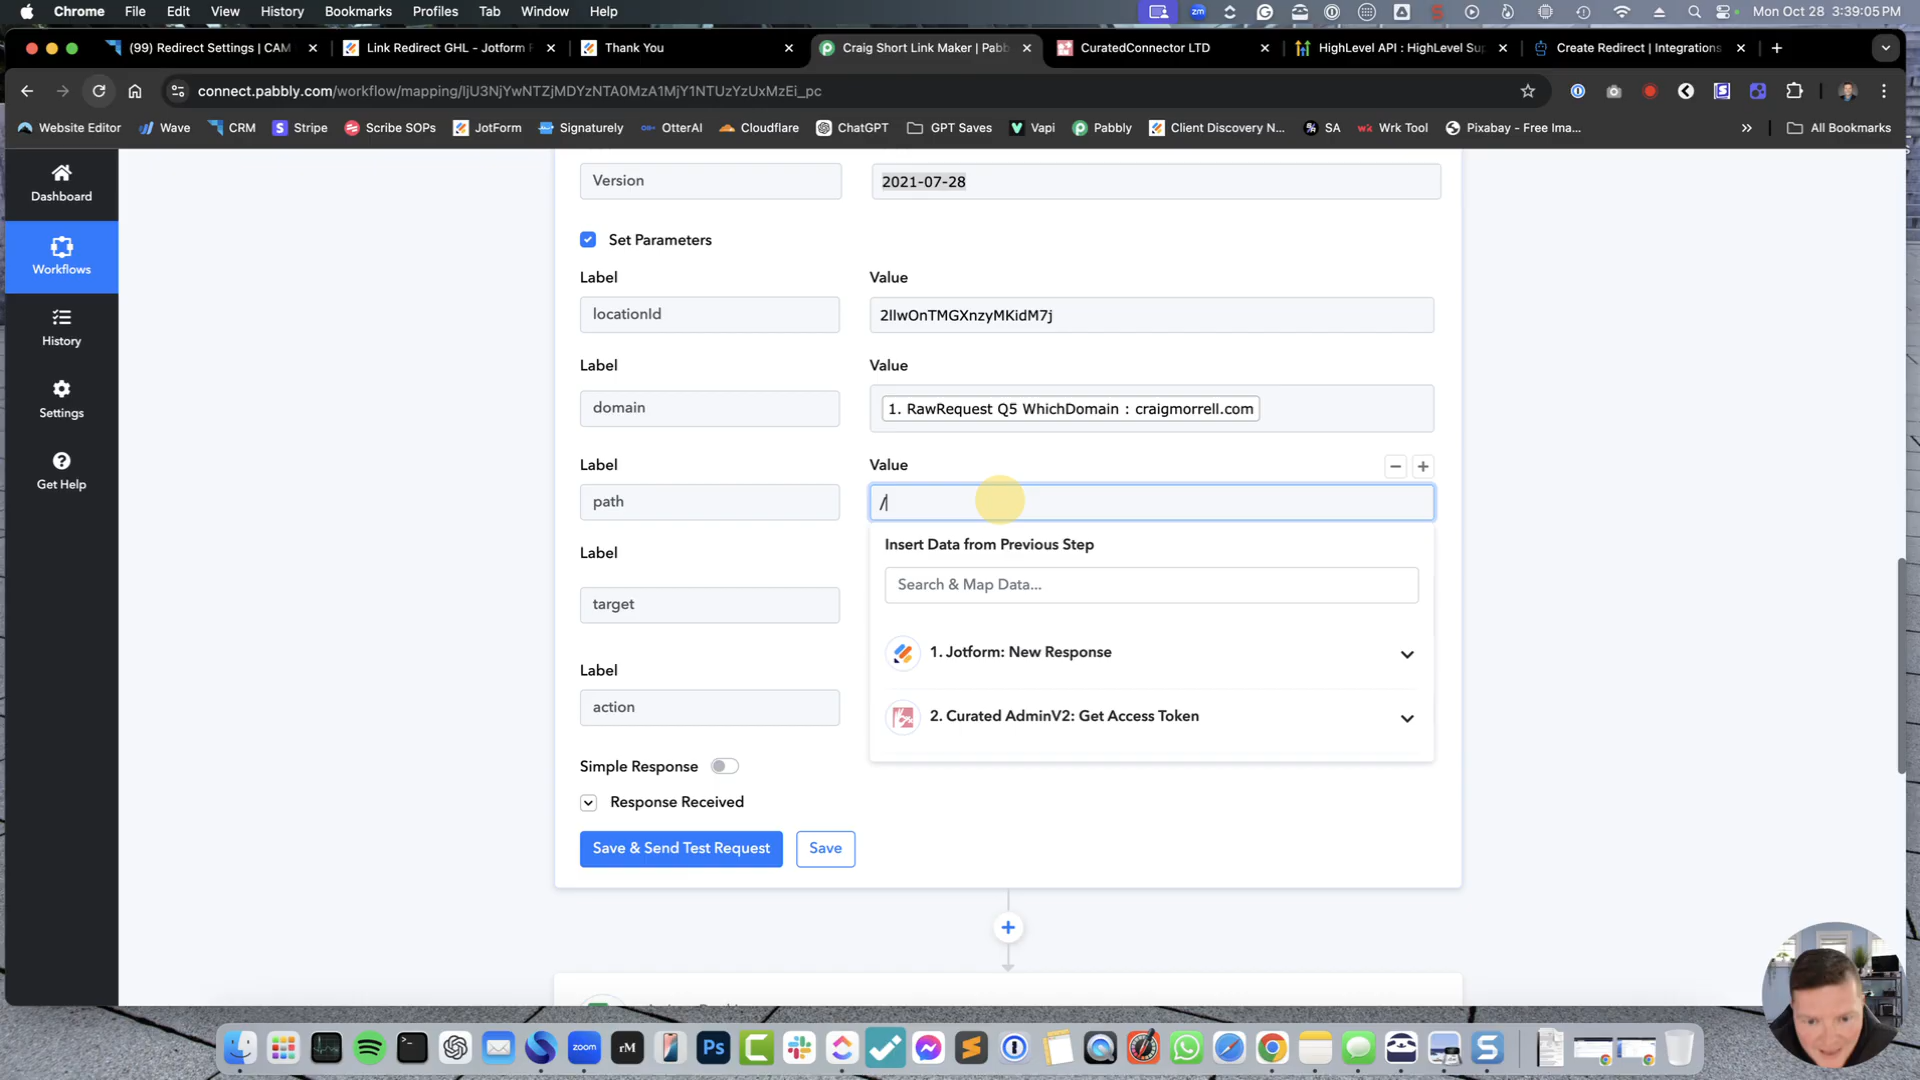 Chrome File Edit View History Bookmarks Profiles Tab Window Help
zm
Mon Oct 28 3:39:05 PM
(99) Redirect Settings | CAM
Link Redirect GHL - Jotform F
Thank You
Craig Short Link Maker | Pabb
CuratedConnector LTD
HighLevel API : HighLevel Sup
Create Redirect | Integrations
connect.pabbly.com/workflow/mapping/IjU3NjYwNTZjMDYzNTA0MzA1MjY1NTUzYzUxMzEi_pc
Website Editor Wave CRM Stripe Scribe SOPs JotForm Signaturely OtterAI Cloudflare ChatGPT GPT Saves Vapi Pabbly Client Discovery N... SA Wrk Tool Pixabay - Free Ima... » All Bookmarks
Dashboard
Workflows
History
Settings
Get Help
Version
2021-07-28
Set Parameters
Label Value
locationId
2llwOnTMGXnzyMKidM7j
Label Value
domain
1. RawRequest Q5 WhichDomain : craigmorrell.com
Label Value
path
/
Insert Data from Previous Step
Label
Search & Map Data...
target
1. Jotform: New Response
Label
action
2. Curated AdminV2: Get Access Token
Simple Response
Response Received
Save & Send Test Request
Save
zoom
rM
Ps